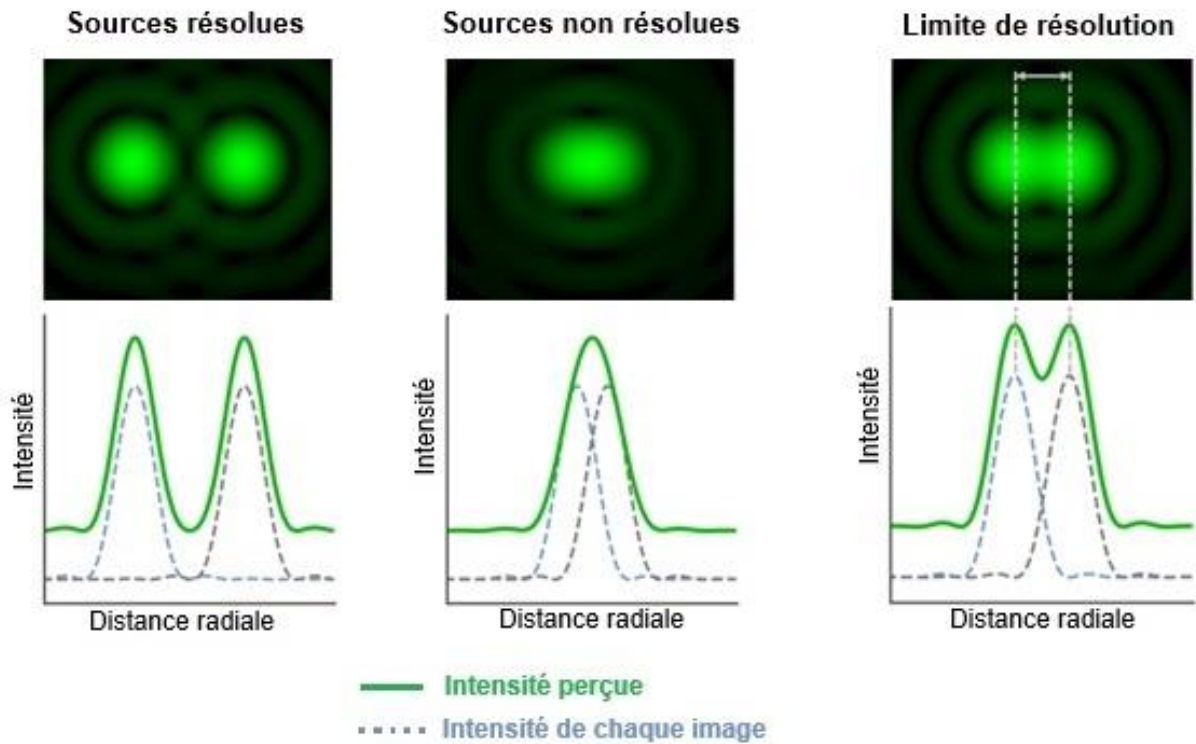 Sources résolues
Sources non résolues
Limite de résolution
Intensité
Distance radiale
Intensité
Distance radiale
Intensité
Distance radiale
Intensité perçue
Intensité de chaque image